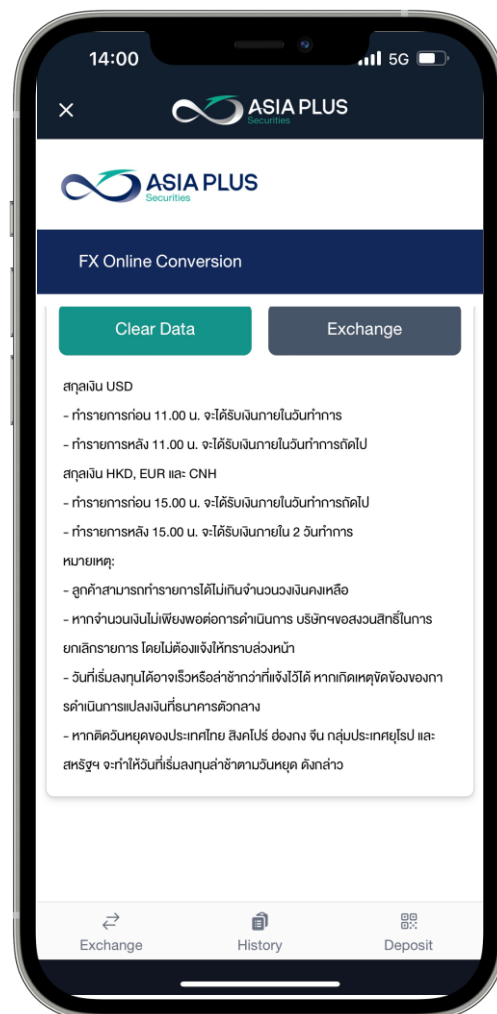 14:00
5G
× ASIA PLUS
Securities
ASIA PLUS
Securities
FX Online Conversion
Clear Data Exchange
สกุลเงิน USD
- ทำรายการก่อน 11.00 น. จะได้รับเงินภายในวันทำการ
- ทำรายการหลัง 11.00 น. จะได้รับเงินภายในวันทำการถัดไป
สกุลเงิน HKD, EUR และ CNH
- ทำรายการก่อน 15.00 น. จะได้รับเงินภายในวันทำการถัดไป
- ทำรายการหลัง 15.00 น. จะได้รับเงินภายใน 2 วันทำการ
หมายเหตุ:
- ลูกค้าสามารถทำรายการได้ไม่เกินจำนวนวงเงินคงเหลือ
- หากจำนวนเงินไม่เพียงพอต่อการดำเนินการ บริษัทฯขอสงวนสิทธิ์ในการ
ยกเลิกรายการ โดยไม่ต้องแจ้งให้ทราบล่วงหน้า
- วันที่เริ่มลงทุนได้อาจเร็วหรือล่าช้ากว่าที่แจ้งไว้ได้ หากเกิดเหตุขัดข้องของกา
รดำเนินการแปลงเงินที่ธนาคารตัวกลาง
- หากติดวันหยุดของประเทศไทย สิงคโปร์ ฮ่องกง จีน กลุ่มประเทศยุโรป และ
สหรัฐฯ จะทำให้วันที่เริ่มลงทุนล่าช้าตามวันหยุด ดังกล่าว
Exchange History Deposit